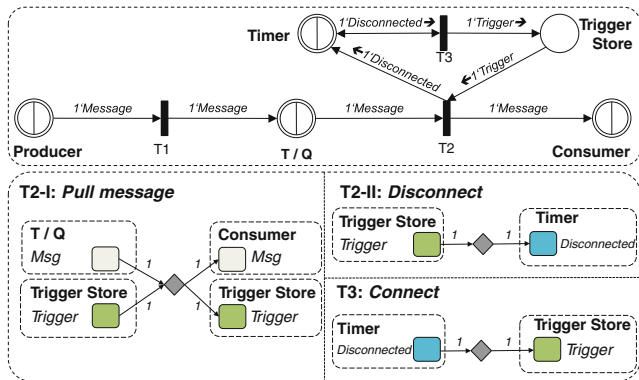 1'Disconnected → 1'Trigger → Trigger
Timer Store
T3
← 1'Disconnected ← 1'Trigger
1'Message 1'Message 1'Message 1'Message
Producer T1 T / Q T2 Consumer
T2-I: Pull message
T / Q Consumer
Msg 1 1 Msg
Trigger Store 1 1 Trigger Store
Trigger Trigger
T2-II: Disconnect
Trigger Store Timer
Trigger 1 1 Disconnected
T3: Connect
Timer Trigger Store
Disconnected 1 1 Trigger